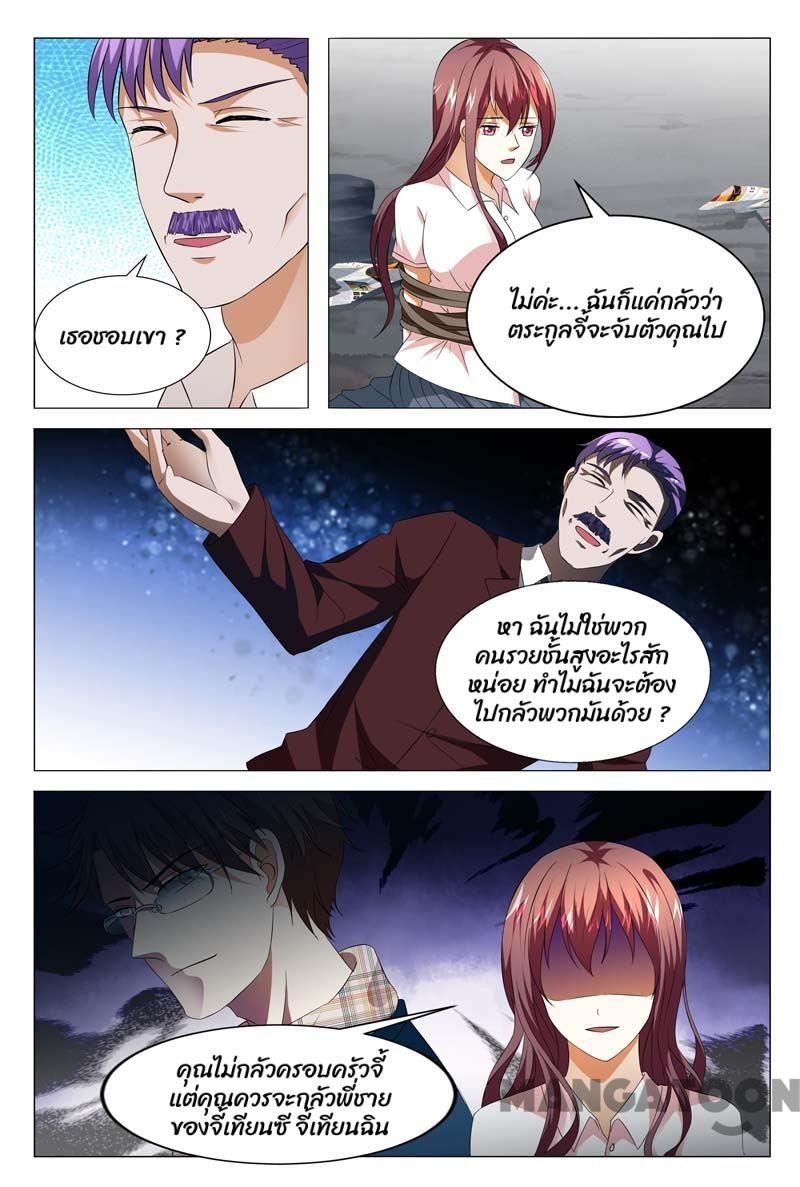 เธอชอบเขา ?
ไม่ค่ะ... ฉันก็แค่กลัวว่า
ตระกูลจี้จะจับตัวคุณไป
หา ฉันไม่ใช่พวก
คนรวยชั้นสูงอะไรสัก
หน่อย ทำไมฉันจะต้อง
ไปกลัวพวกมันด้วย ?
คุณไม่กลัวครอบครัวจี้
แต่คุณควรจะกลัวพี่ชาย
ของจี้เทียนซี จี้เทียนฉิน
MANGATOON